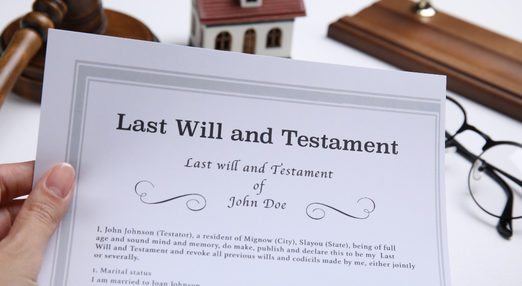 Last Will and Testament
Last will and Testament
of
John Doe
I, John Johnson (Testator), a resident of Mignow (City), Slayou (State), being of full
age and sound mind and memory, do make, publish and declare this to be my Last
Will and Testament and revoke all previous wills and codicils made by me, either jointly
or severally.
1. Marital status
I am married to Joan Johnson